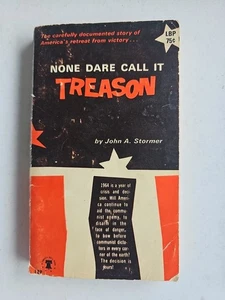 The carefully documented story of
America's retreat from victory...
LBP
75¢
NONE DARE CALL IT
TREASON
by John A. Stormer
1964 is a year of
crisis and deci-
sion. Will Ameri-
ca continue to
aid the commu-
nist enemy, to
disarm in the
face of danger,
to bow before
communist dicta-
tors in every cor-
ner of the earth?
The decision is
yours!